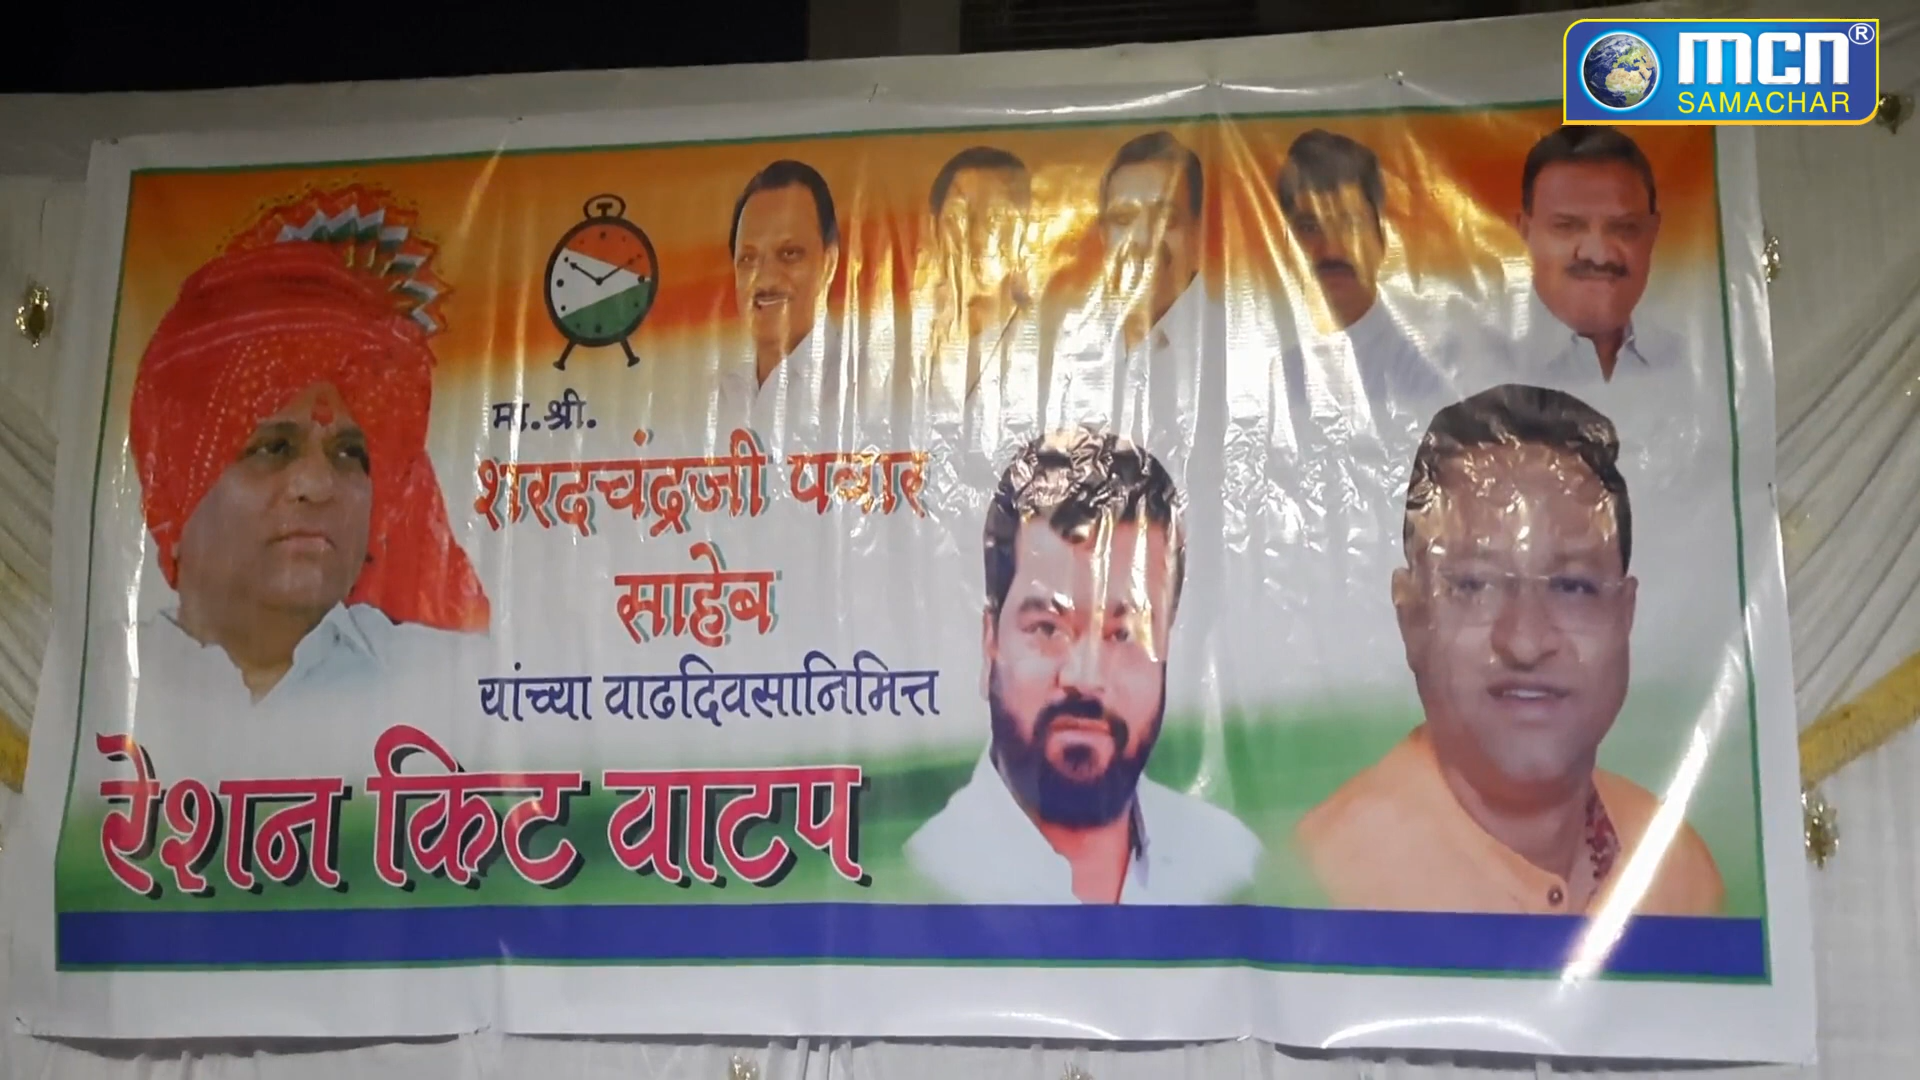 mcn®
SAMACHAR
मा.श्री.
शरदचंद्रजी पवार
साहेब
यांच्या वाढदिवसानिमित्त
रेशन किट वाटप